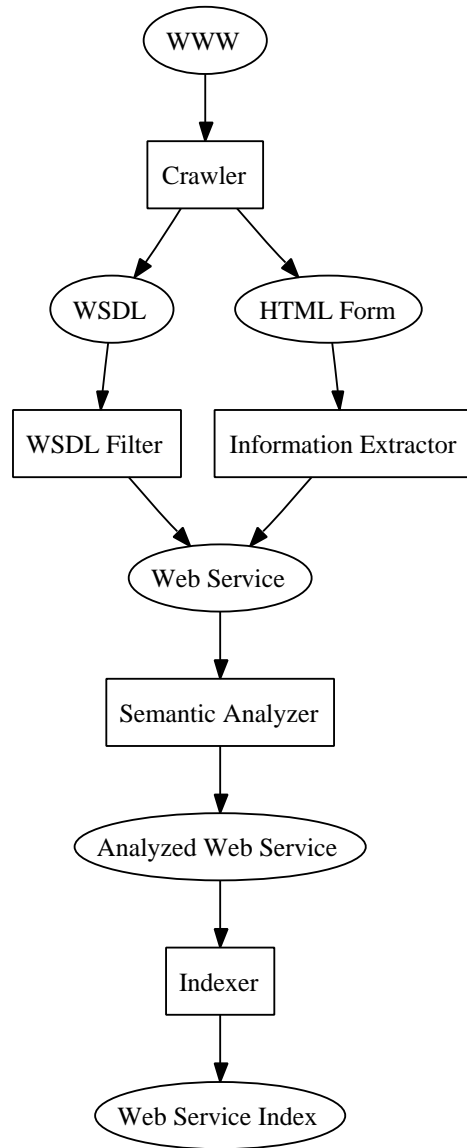 WWW
Crawler
WSDL
HTML Form
WSDL Filter
Information Extractor
Web Service
Semantic Analyzer
Analyzed Web Service
Indexer
Web Service Index